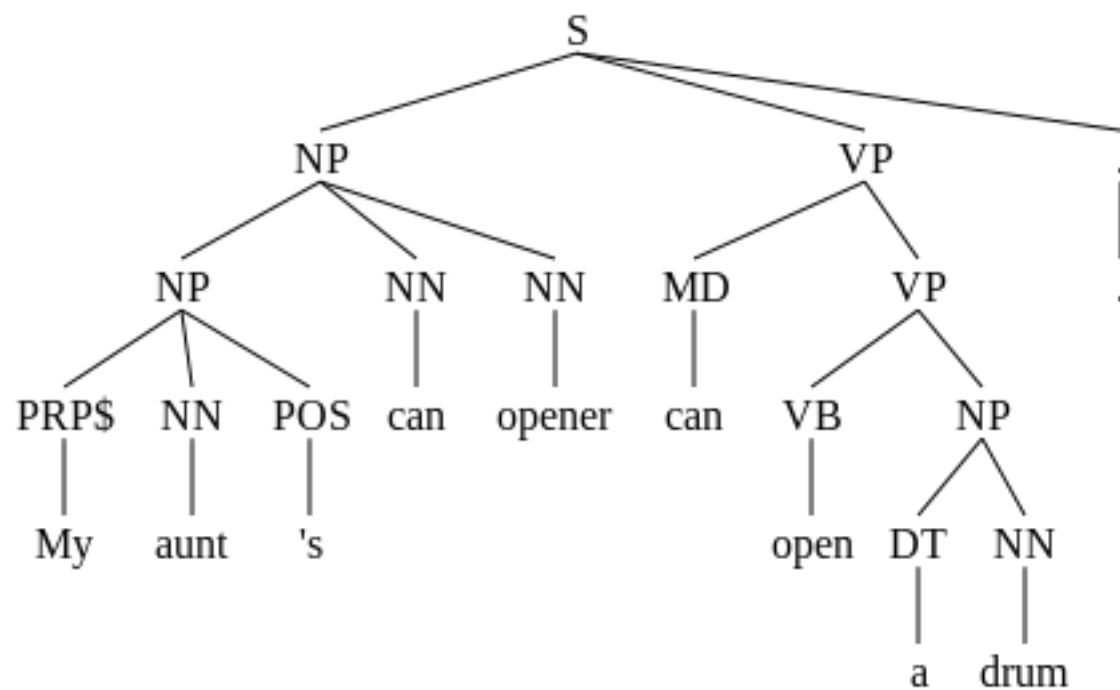 S
NP VP
NP NN NN MD VP
PRP$ NN POS can opener can VB NP
My aunt 's open DT NN
a drum